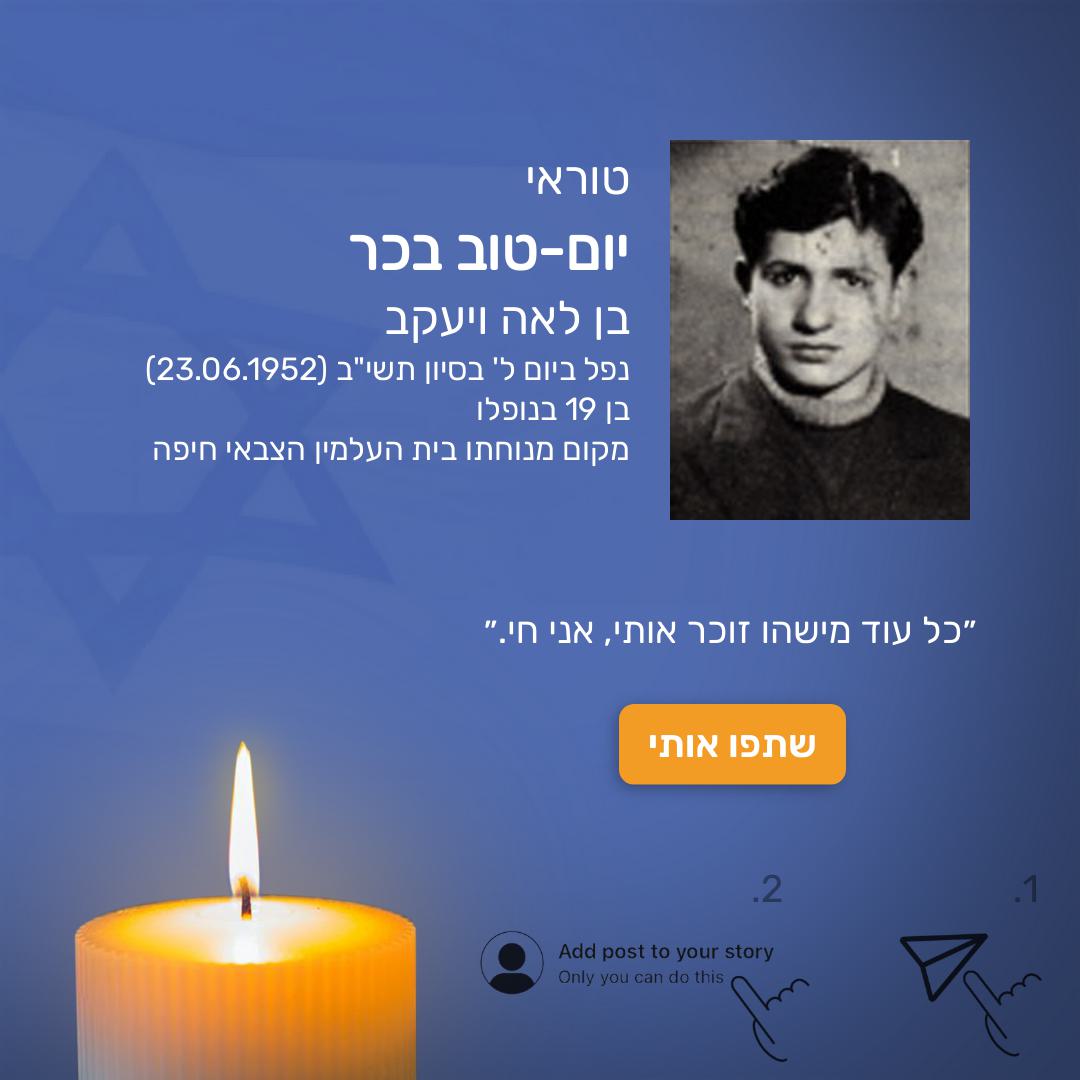 טוראי
יום-טוב בכר
בן לאה ויעקב
נפל ביום ל' בסיון תשי"ב (23.06.1952)
בן 19 בנופלו
מקום מנוחתו בית העלמין הצבאי חיפה
״כל עוד מישהו זוכר אותי, אני חי.״
שתפו אותי
.1
.2
Add post to your story
Only you can do this